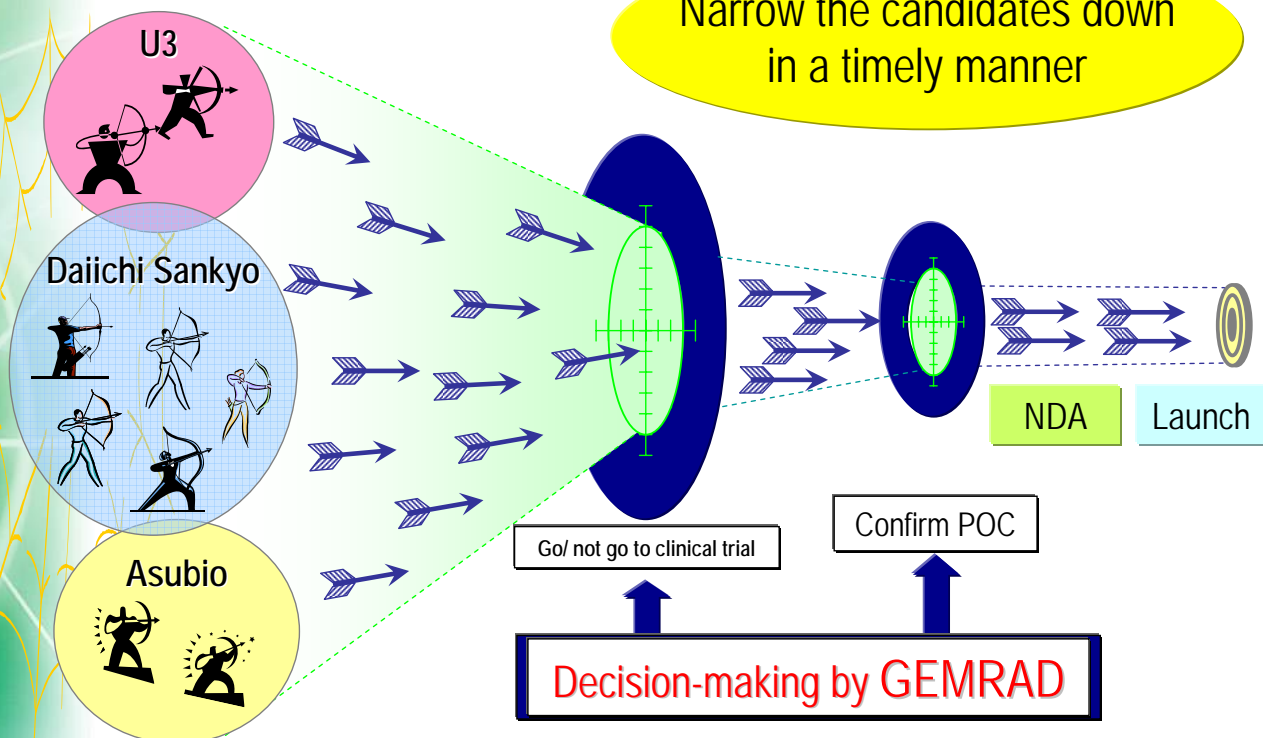 Narrow the candidates down
in a timely manner
U3
Daiichi Sankyo
Asubio
NDA
Launch
Go/ not go to clinical trial
Confirm POC
Decision-making by GEMRAD